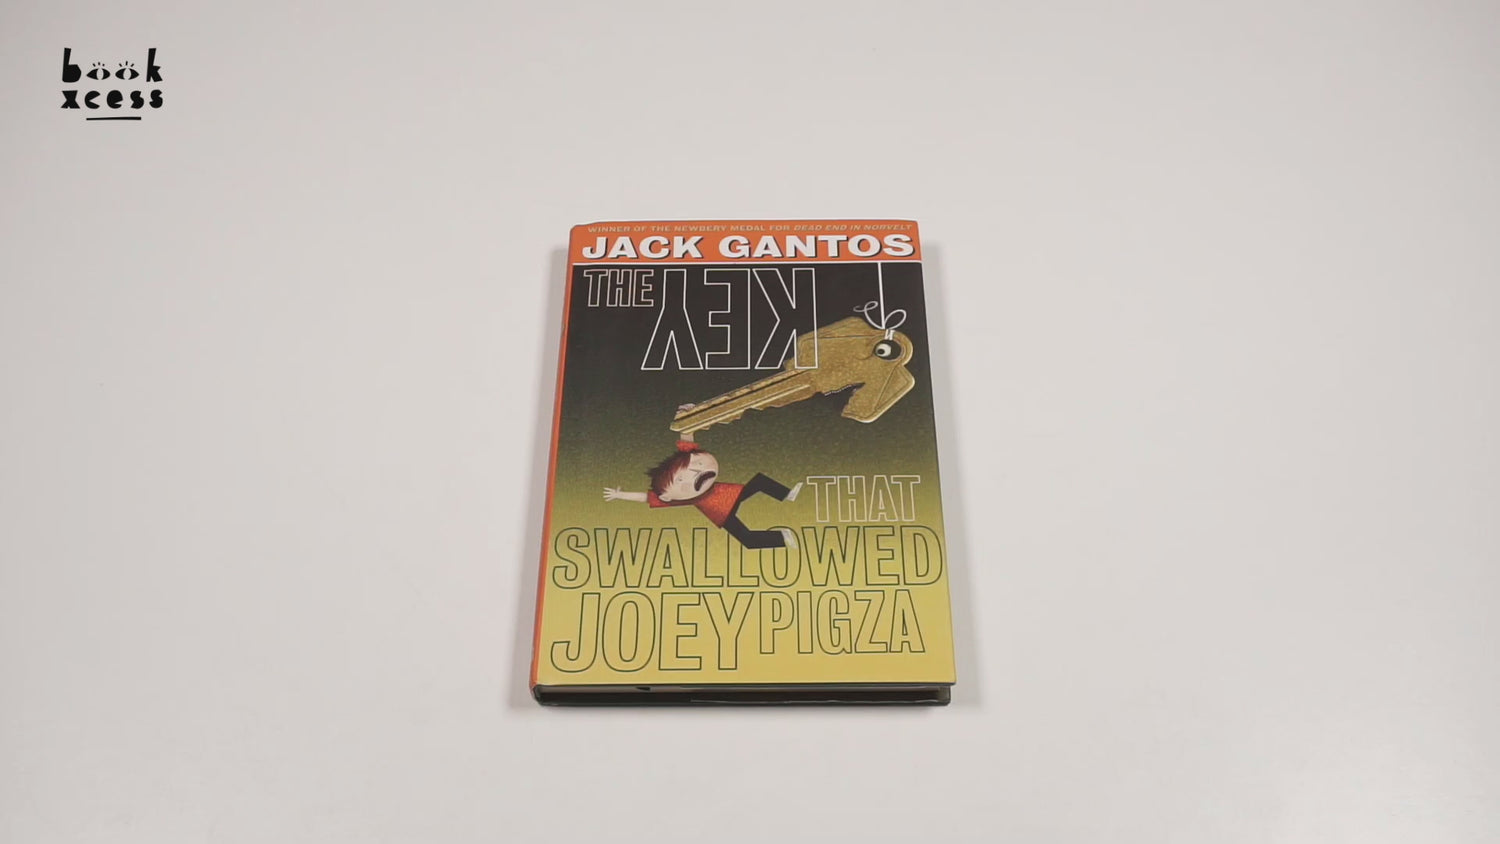 book
xcess
WINNER OF THE NEWBERY MEDAL FOR DEAD END IN NORVELT
JACK GANTOS
THE KEY
THAT
SWALLOWED
JOEY PIGZA